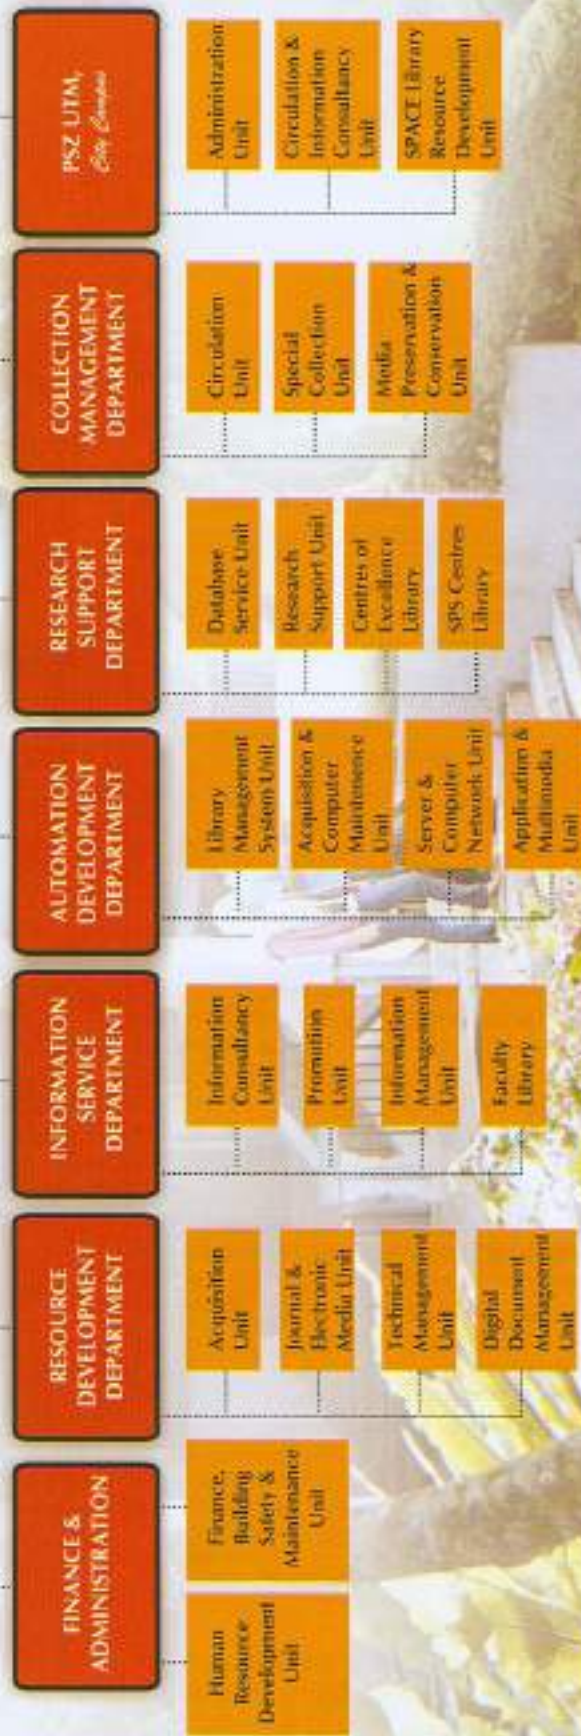 FINANCE &
ADMINISTRATION
Human
Resource
Development
Unit
Finance,
Building
Safety &
Maintenance
Unit
RESOURCE
DEVELOPMENT
DEPARTMENT
Acquisition
Unit
Journal &
Electronic
Media Unit
Technical
Management
Unit
Digital
Document
Management
Unit
INFORMATION
SERVICE
DEPARTMENT
Information
Consultancy
Unit
Promotion
Unit
Information
Management
Unit
Faculty
Library
AUTOMATION
DEVELOPMENT
DEPARTMENT
Library
Management
System Unit
Acquisition &
Computer
Maintenence
Unit
Server &
Computer
Network Unit
Application &
Multimedia
Unit
RESEARCH
SUPPORT
DEPARTMENT
Database
Service Unit
Research
Support Unit
Centres of
Excellence
Library
SPS Centres
Library
COLLECTION
MANAGEMENT
DEPARTMENT
Circulation
Unit
Special
Collection
Unit
Media
Preservation &
Conservation
Unit
PSZ UTM,
City Campus
Administration
Unit
Circulation &
Information
Consultancy
Unit
SPACE Library
Resource
Development
Unit